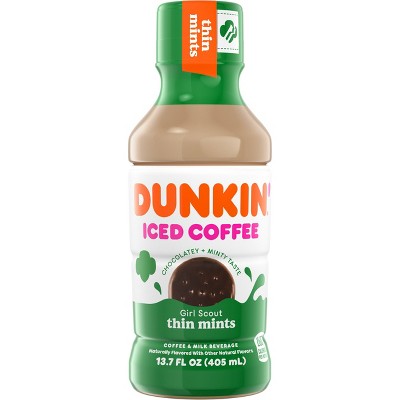 thin
mints
DUNKIN'
ICED COFFEE
CHOCOLATEY + MINTY TASTE
Girl Scout
thin mints
COFFEE & MILK BEVERAGE
Naturally Flavored With Other Natural Flavors
13.7 FL OZ (405 mL)